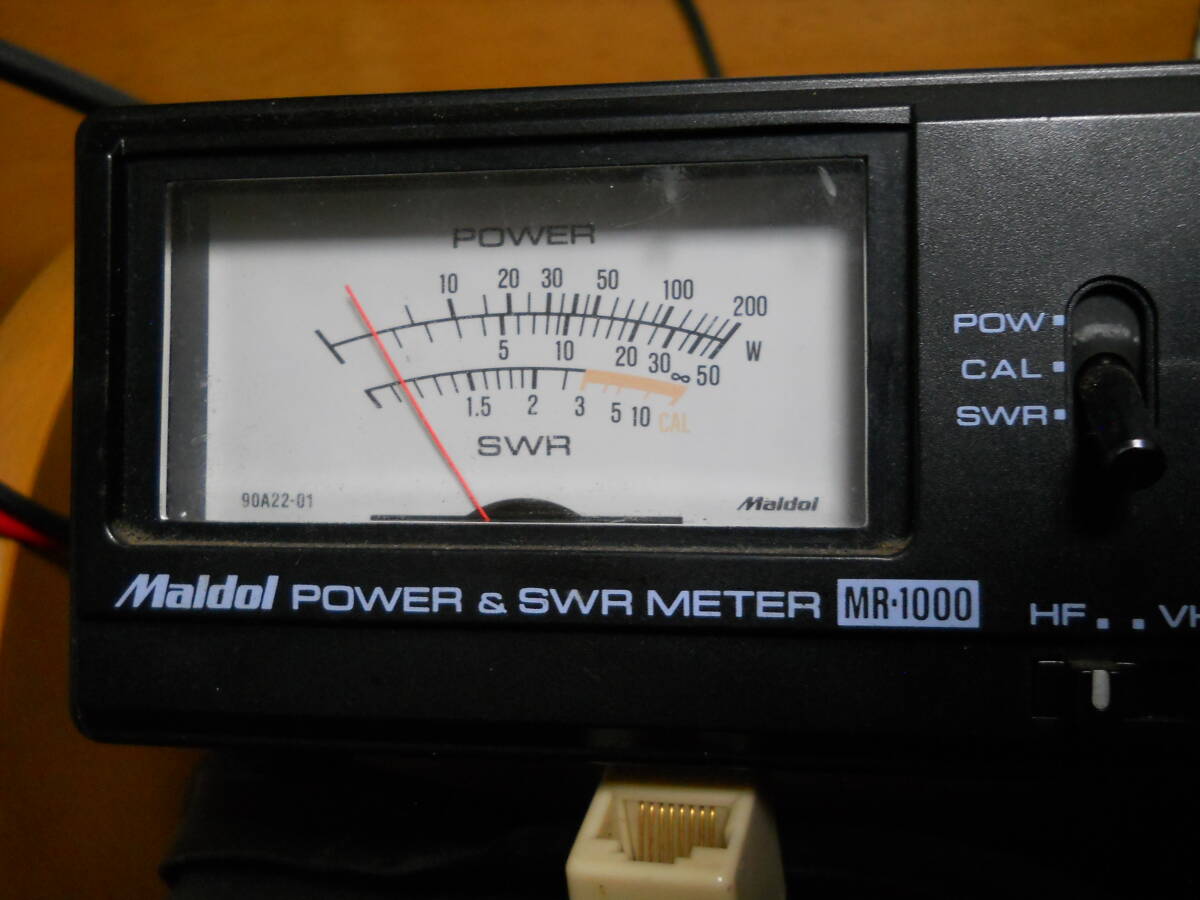 POWER
10 20 30 50 100 200
W
5 10 20 30 50
1.5 2 3 5 10 ∞
CAL
SWR
90A22-01
Maldol
POW
CAL
SWR
Maldol POWER & SWR METER MR-1000
HF